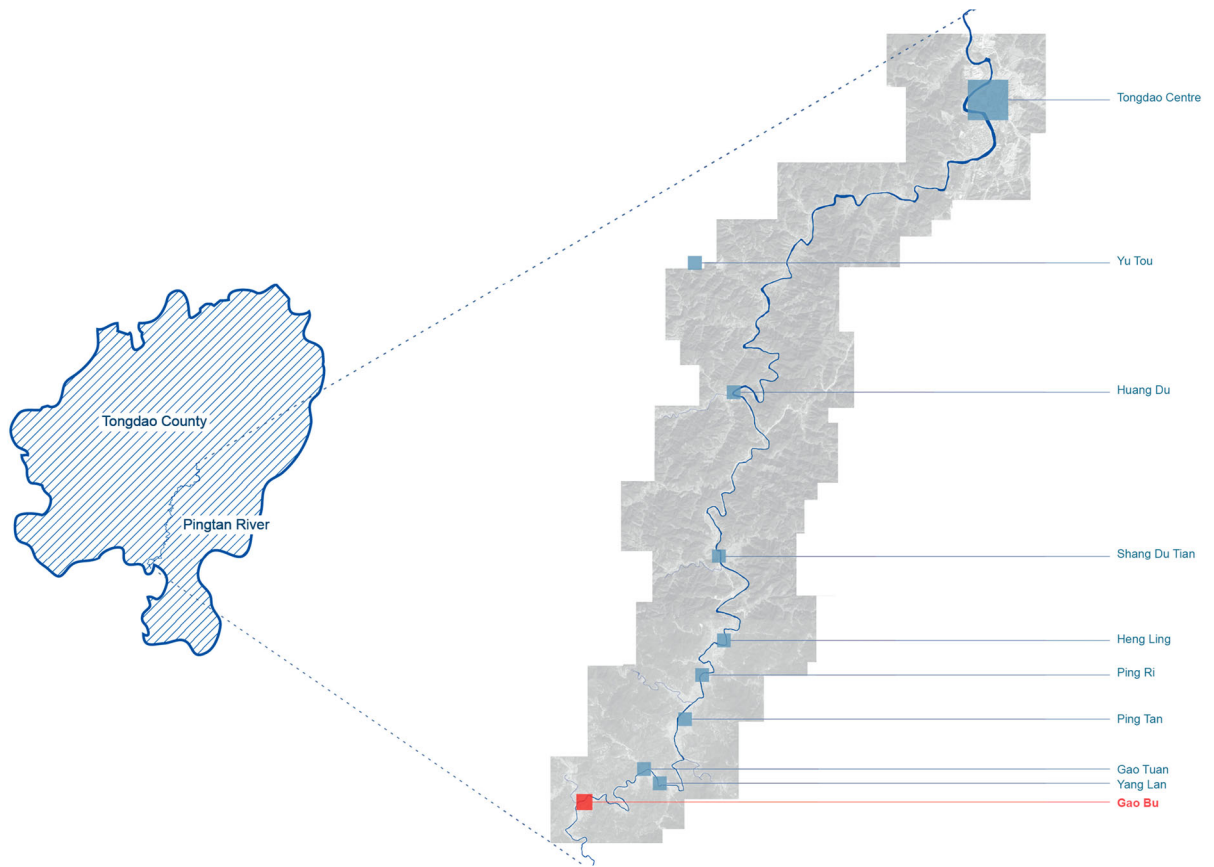 Tongdao Centre
Yu Tou
Huang Du
Tongdao County
Pingtan River
Shang Du Tian
Heng Ling
Ping Ri
Ping Tan
Gao Tuan
Yang Lan
Gao Bu